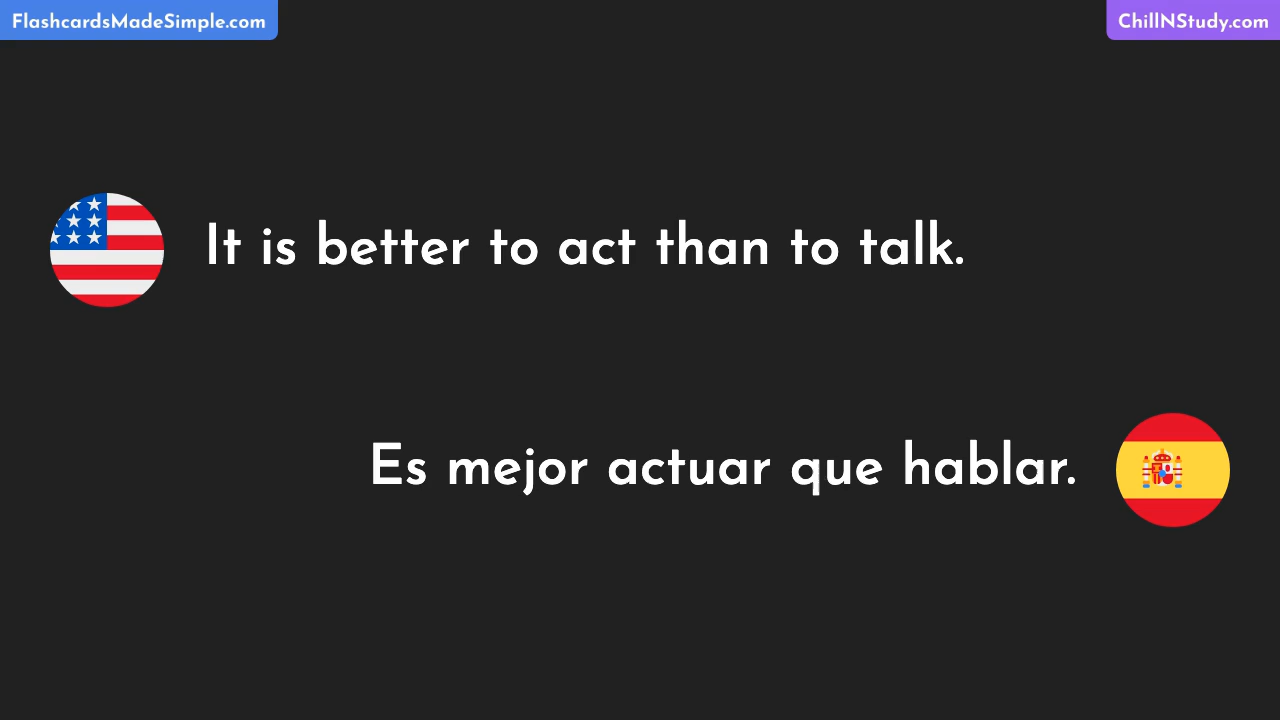 FlashcardsMadeSimple.com
ChillNStudy.com
It is better to act than to talk.
Es mejor actuar que hablar.